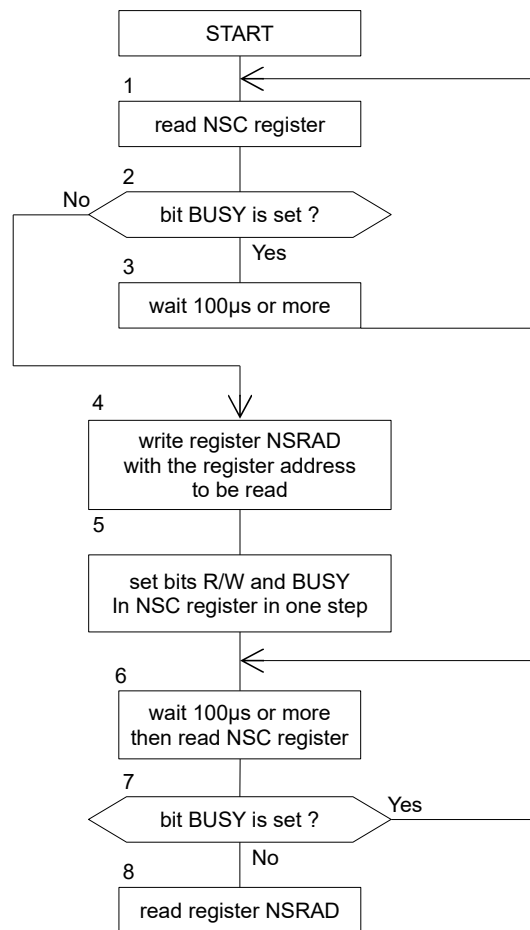 START
1
read NSC register
2
No
bit BUSY is set ?
Yes
3
wait 100µs or more
4
write register NSRAD
with the register address
to be read
5
set bits R/W and BUSY
In NSC register in one step
6
wait 100µs or more
then read NSC register
7
bit BUSY is set ?
Yes
No
8
read register NSRAD